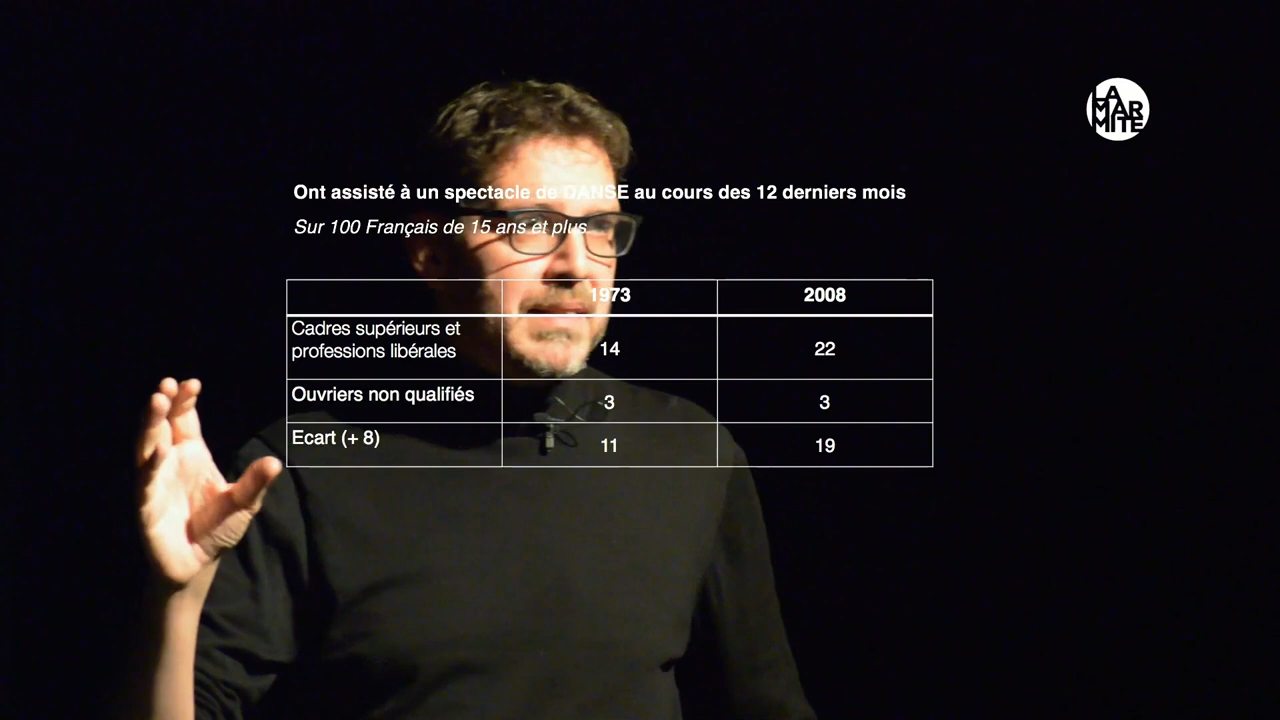 LA
MAR
MITE
Ont assisté à un spectacle de DANSE au cours des 12 derniers mois
Sur 100 Français de 15 ans et plus
1973 2008
Cadres supérieurs et
professions libérales
14 22
Ouvriers non qualifiés
3 3
Ecart (+ 8)
11 19